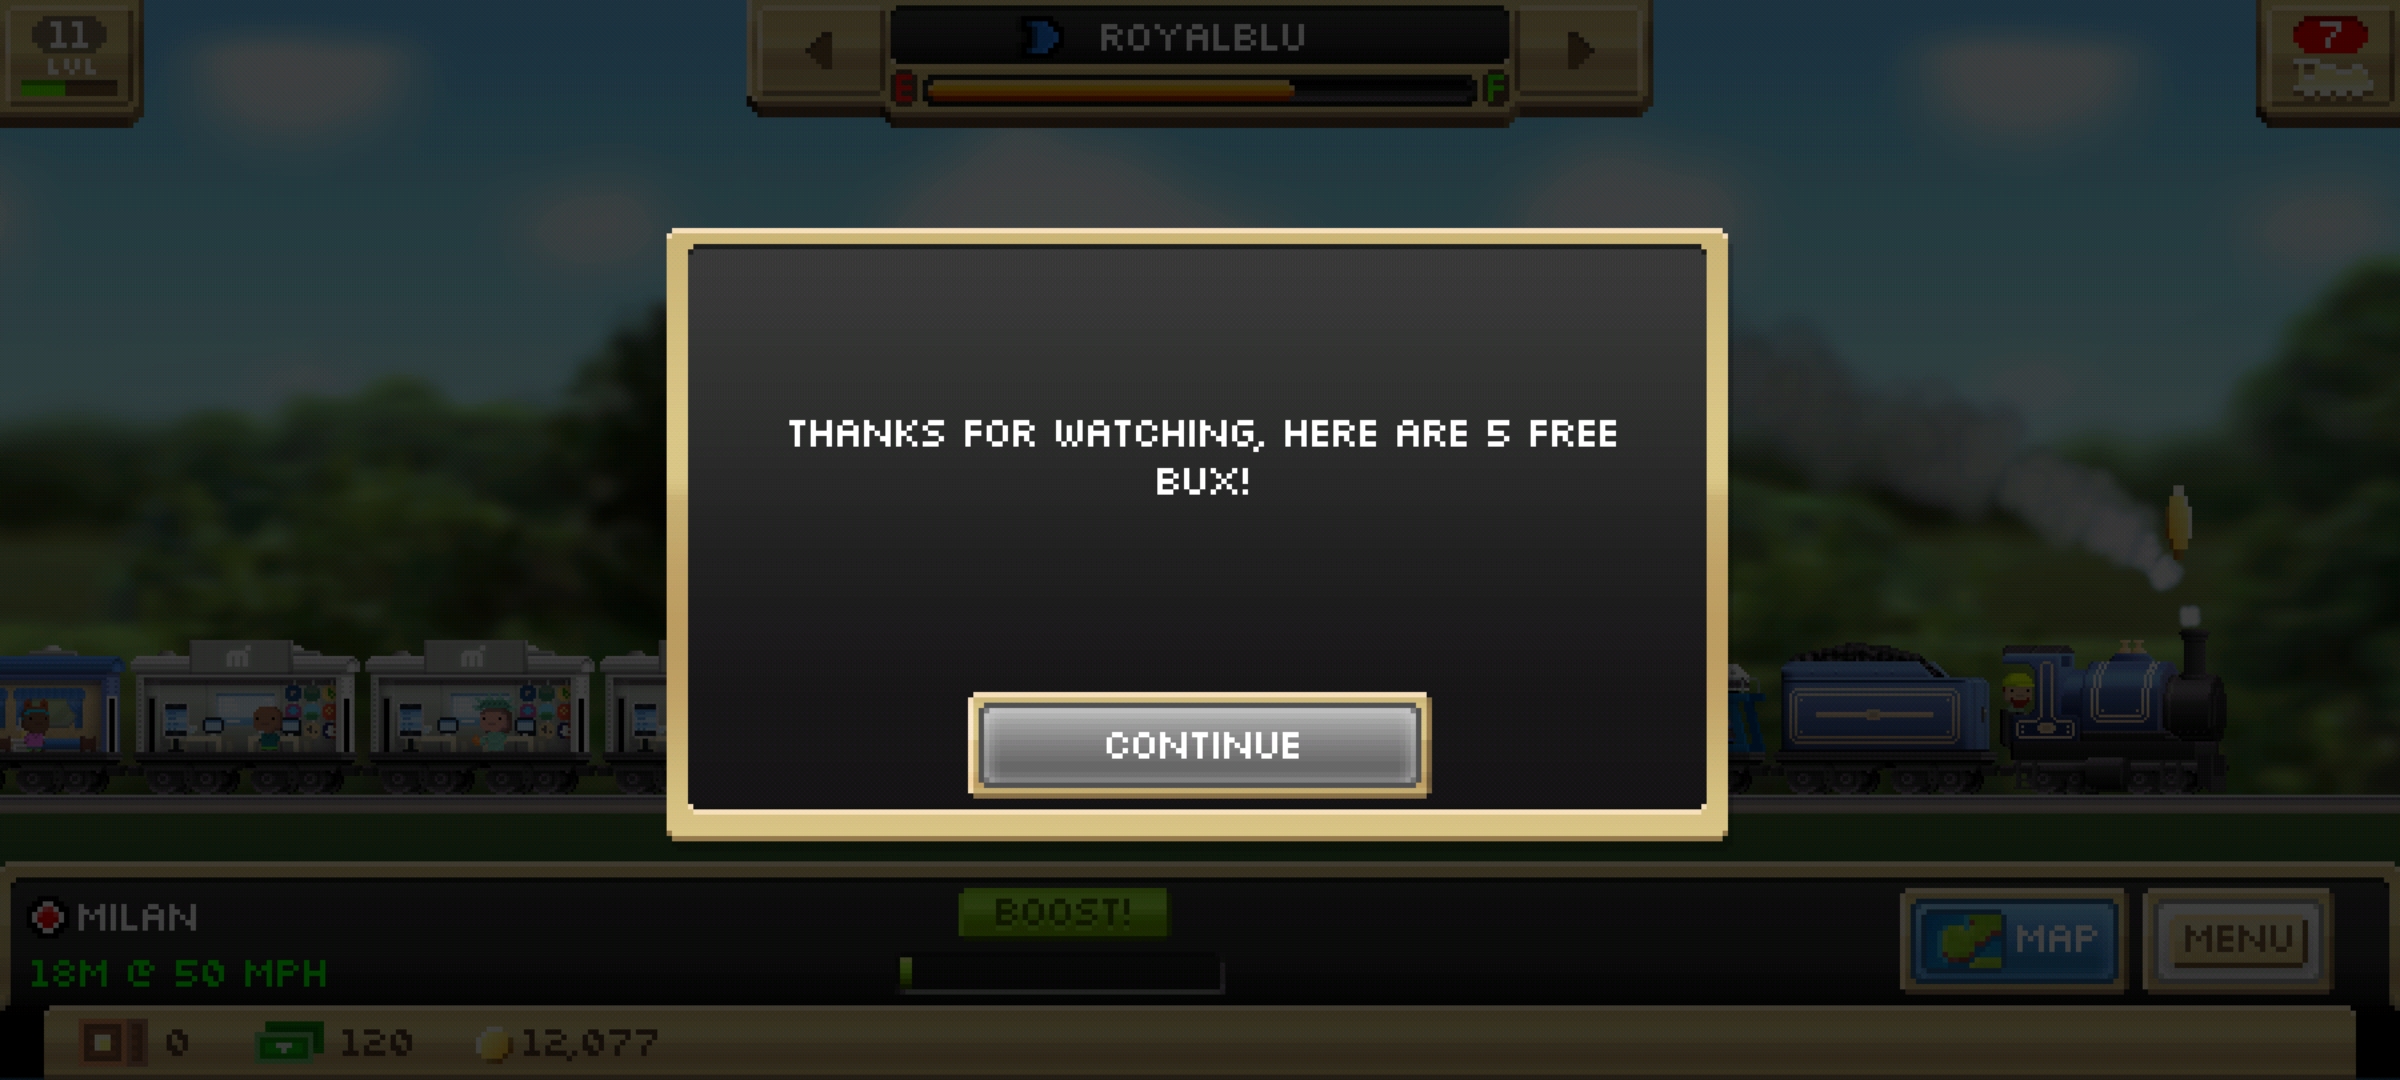 11
LVL
ROYALBLU
E F
7
THANKS FOR WATCHING, HERE ARE 5 FREE
BUX!
m m
CONTINUE
MILAN
18M @ 50 MPH
BOOST!
MAP
MENU
0 120 12,077